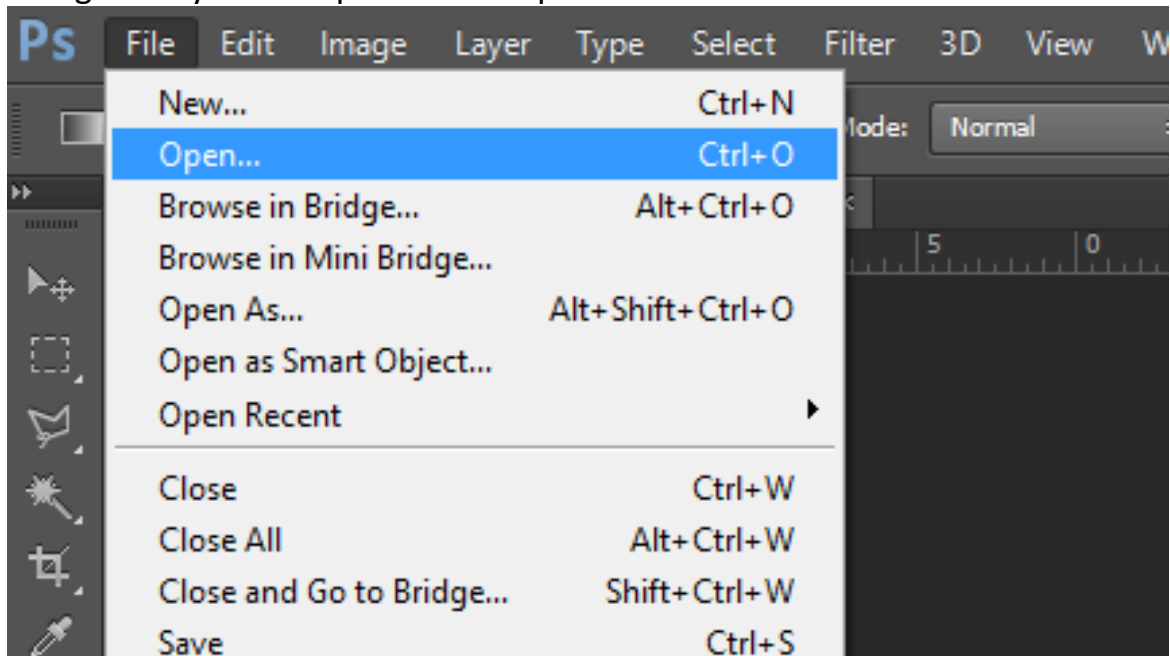 Ps File Edit Image Layer Type Select Filter 3D View W
New... Ctrl+N
Mode: Normal
Open... Ctrl+O
Browse in Bridge... Alt+Ctrl+O
Browse in Mini Bridge...
5 0
Open As... Alt+Shift+Ctrl+O
Open as Smart Object...
Open Recent
Close Ctrl+W
Close All Alt+Ctrl+W
Close and Go to Bridge... Shift+Ctrl+W
Save Ctrl+S